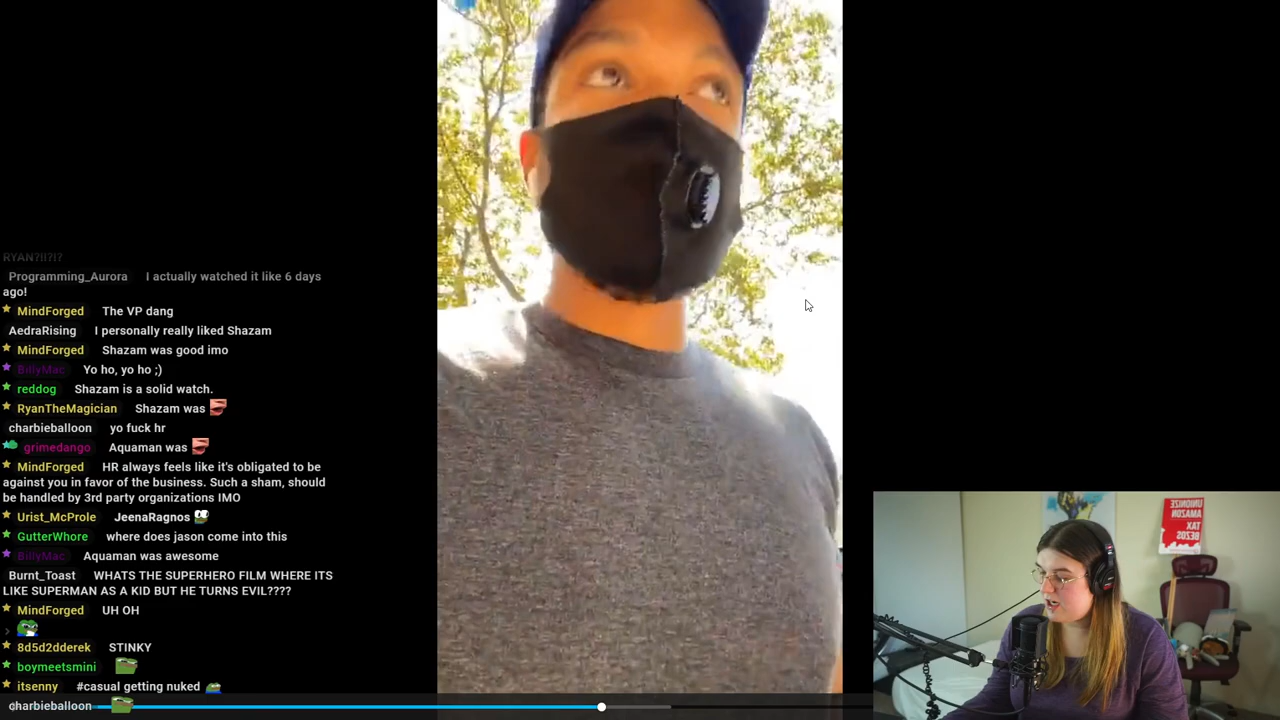 RYAN?!!?!?
Programming_Aurora I actually watched it like 6 days
ago!
MindForged The VP dang
AedraRising I personally really liked Shazam
MindForged Shazam was good imo
BillyMac Yo ho, yo ho ;)
reddog Shazam is a solid watch.
RyanTheMagician Shazam was
charbieballoon yo fuck hr
grimedango Aquaman was
MindForged HR always feels like it's obligated to be
against you in favor of the business. Such a sham, should
be handled by 3rd party organizations IMO
Urist_McProle JeenaRagnos
GutterWhore where does jason come into this
BillyMac Aquaman was awesome
Burnt_Toast WHATS THE SUPERHERO FILM WHERE ITS
LIKE SUPERMAN AS A KID BUT HE TURNS EVIL????
MindForged UH OH
8d5d2dderek STINKY
boymeetsmini
itsenny #casual getting nuked
charbieballoon
UNIONIZE
AMAZON
TAX
BEZOS